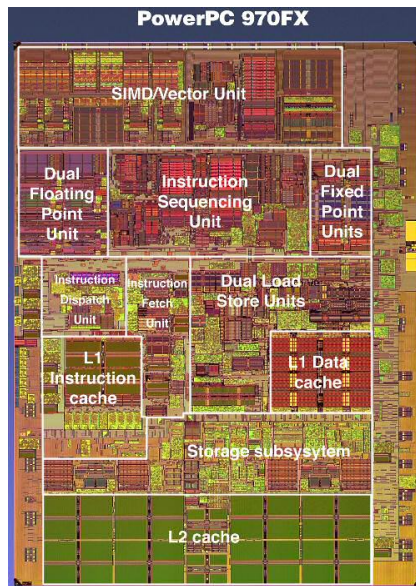 PowerPC 970FX
SIMD/Vector Unit
Dual
Floating
Point
Unit
Instruction
Sequencing
Unit
Dual
Fixed
Point
Units
Instruction
Dispatch
Unit
Instruction
Fetch
Unit
Dual Load
Store Units
L1
Instruction
cache
L1 Data
cache
Storage subsysytem
L2 cache